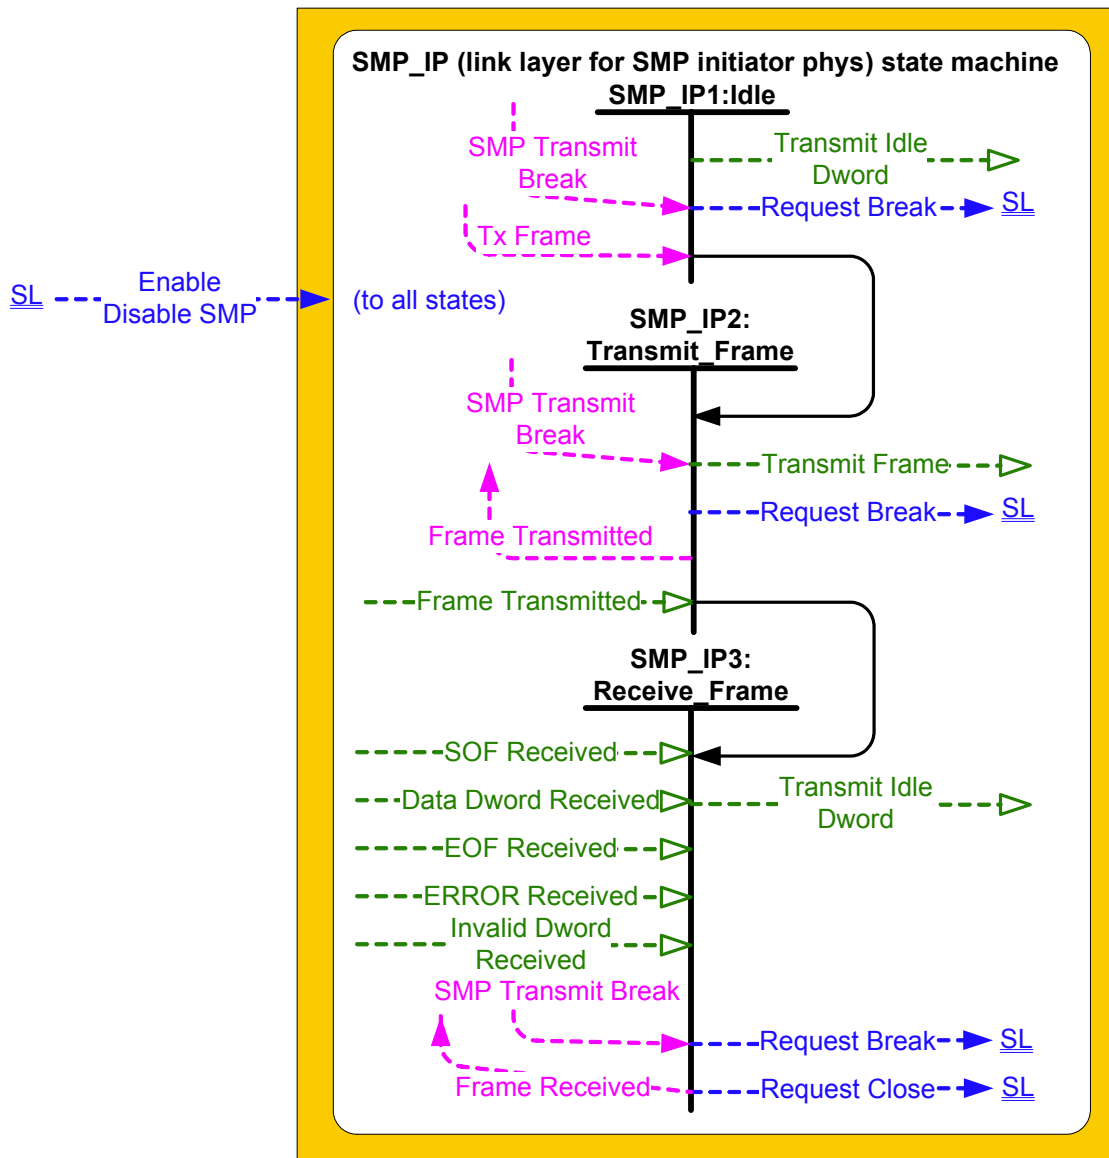 SMP_IP (link layer for SMP initiator phys) state machine
SMP_IP1:Idle
SMP Transmit
Break
Transmit Idle
Dword
Request Break
SL
Tx Frame
SL
Enable
Disable SMP
(to all states)
SMP_IP2:
Transmit_Frame
SMP Transmit
Break
Transmit Frame
Request Break
SL
Frame Transmitted
Frame Transmitted
SMP_IP3:
Receive_Frame
SOF Received
Data Dword Received
Transmit Idle
Dword
EOF Received
ERROR Received
Invalid Dword
Received
SMP Transmit Break
Request Break
SL
Frame Received
Request Close
SL